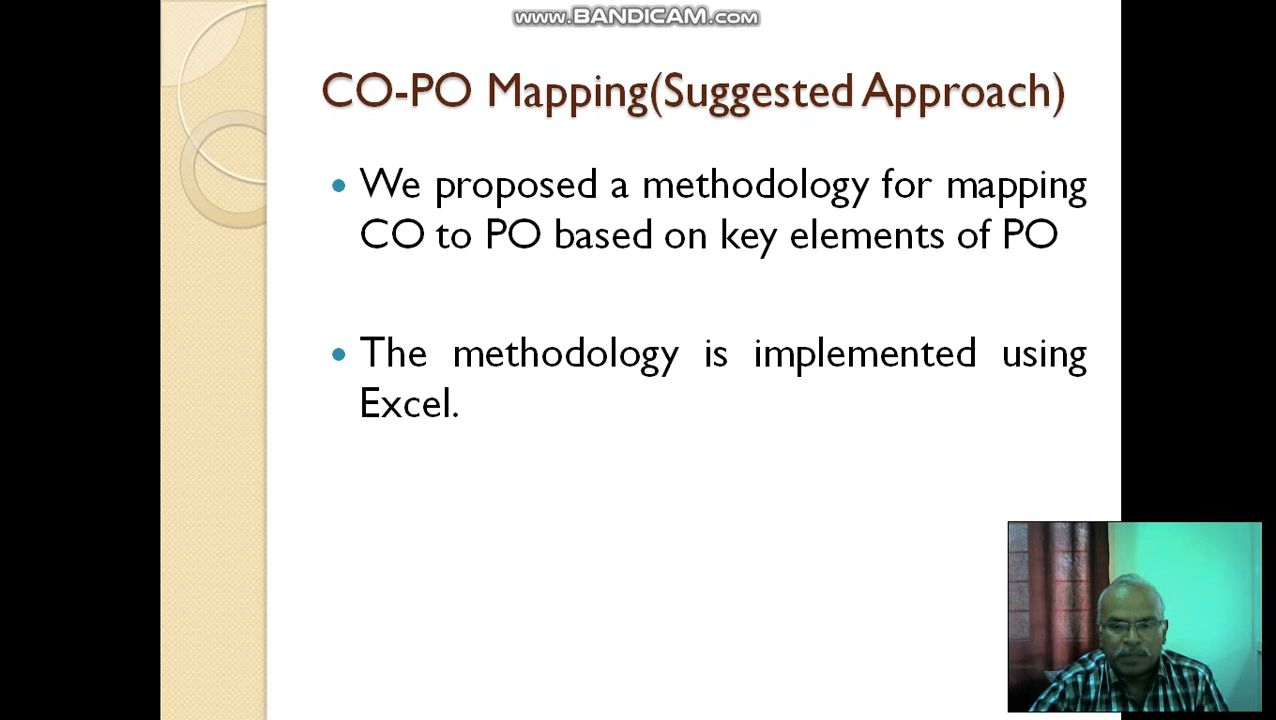 www.BANDICAM.com
CO-PO Mapping(Suggested Approach)
• We proposed a methodology for mapping
CO to PO based on key elements of PO
• The methodology is implemented using
Excel.